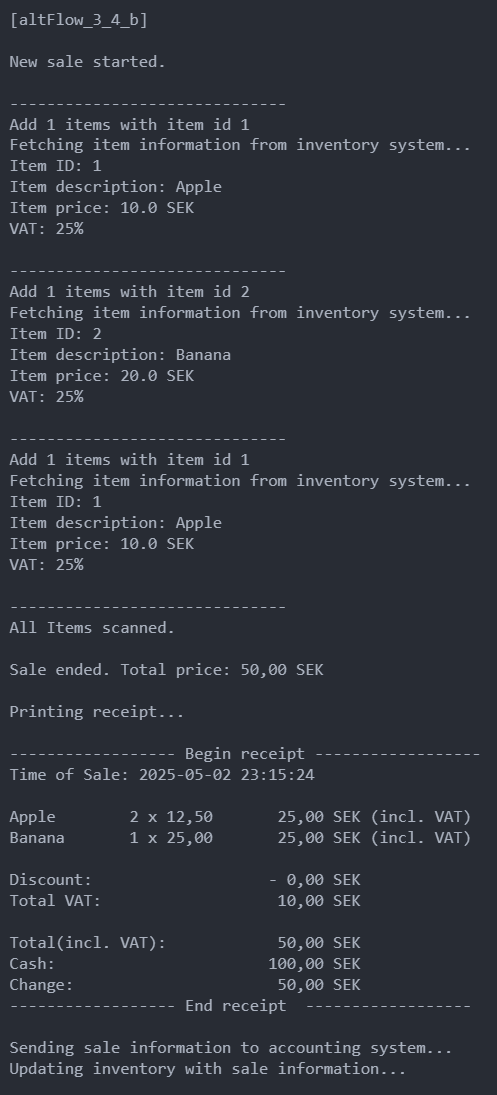 [altFlow_3_4_b]
New sale started.
------------------------------
Add 1 items with item id 1
Fetching item information from inventory system...
Item ID: 1
Item description: Apple
Item price: 10.0 SEK
VAT: 25%
------------------------------
Add 1 items with item id 2
Fetching item information from inventory system...
Item ID: 2
Item description: Banana
Item price: 20.0 SEK
VAT: 25%
------------------------------
Add 1 items with item id 1
Fetching item information from inventory system...
Item ID: 1
Item description: Apple
Item price: 10.0 SEK
VAT: 25%
------------------------------
All Items scanned.
Sale ended. Total price: 50,00 SEK
Printing receipt...
------------------ Begin receipt ------------------
Time of Sale: 2025-05-02 23:15:24
Apple        2 x 12,50       25,00 SEK (incl. VAT)
Banana       1 x 25,00       25,00 SEK (incl. VAT)
Discount:                   - 0,00 SEK
Total VAT:                   10,00 SEK
Total(incl. VAT):            50,00 SEK
Cash:                       100,00 SEK
Change:                      50,00 SEK
------------------ End receipt  ------------------
Sending sale information to accounting system...
Updating inventory with sale information...